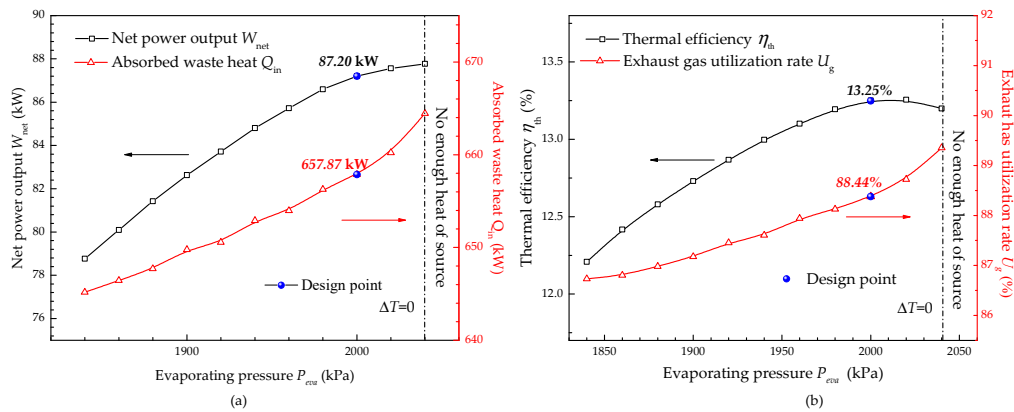 (a)
Net power output W_net
Absorbed waste heat Q_in
87.20 kW
657.87 kW
Design point
ΔT=0
No enough heat of source
Net power output W_net (kW)
90
88
86
84
82
80
78
76
Absorbed waste heat Q_in (kW)
670
660
650
640
1900
2000
Evaporating pressure P_eva (kPa)
(a)
(b)
Thermal efficiency η_th
Exhaust gas utilization rate U_g
13.25%
88.44%
Design point
ΔT=0
No enough heat of source
Thermal efficiency η_th (%)
13.5
13.0
12.5
12.0
Exhaut has utilization rate U_g (%)
92
91
90
89
88
87
86
85
1850
1900
1950
2000
2050
Evaporating pressure P_eva (kPa)
(b)